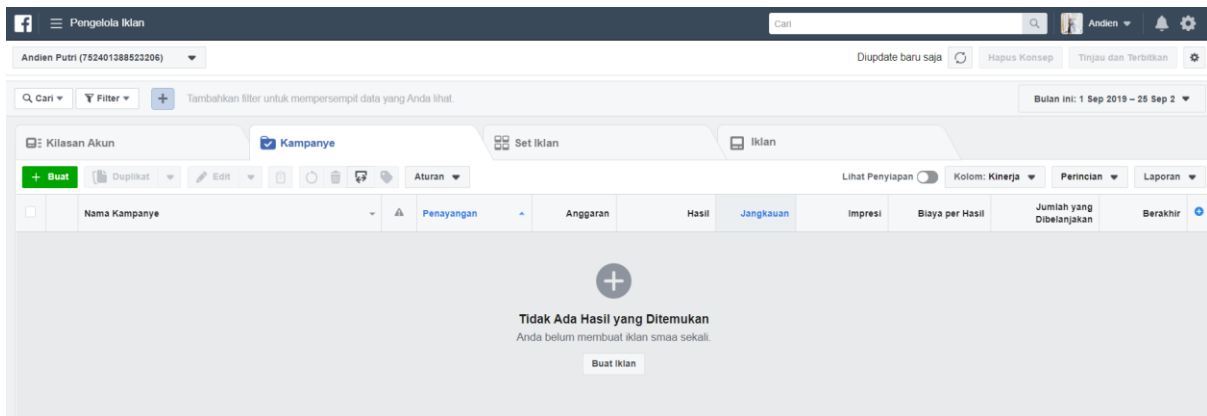 Pengelola Iklan
Cari
Andien
Andien Putri (752401388523206)
Diupdate baru saja
Hapus Konsep
Tinjau dan Terbitkan
Cari
Filter
Tambahkan filter untuk mempersempit data yang Anda lihat.
Bulan ini: 1 Sep 2019 – 25 Sep 2
Kilasan Akun
Kampanye
Set Iklan
Iklan
+ Buat
Duplikat
Edit
Aturan
Lihat Penyiapan
Kolom: Kinerja
Perincian
Laporan
Nama Kampanye
Penayangan
Anggaran
Hasil
Jangkauan
Impresi
Biaya per Hasil
Jumlah yang
Dibelanjakan
Berakhir
Tidak Ada Hasil yang Ditemukan
Anda belum membuat iklan smaa sekali.
Buat Iklan